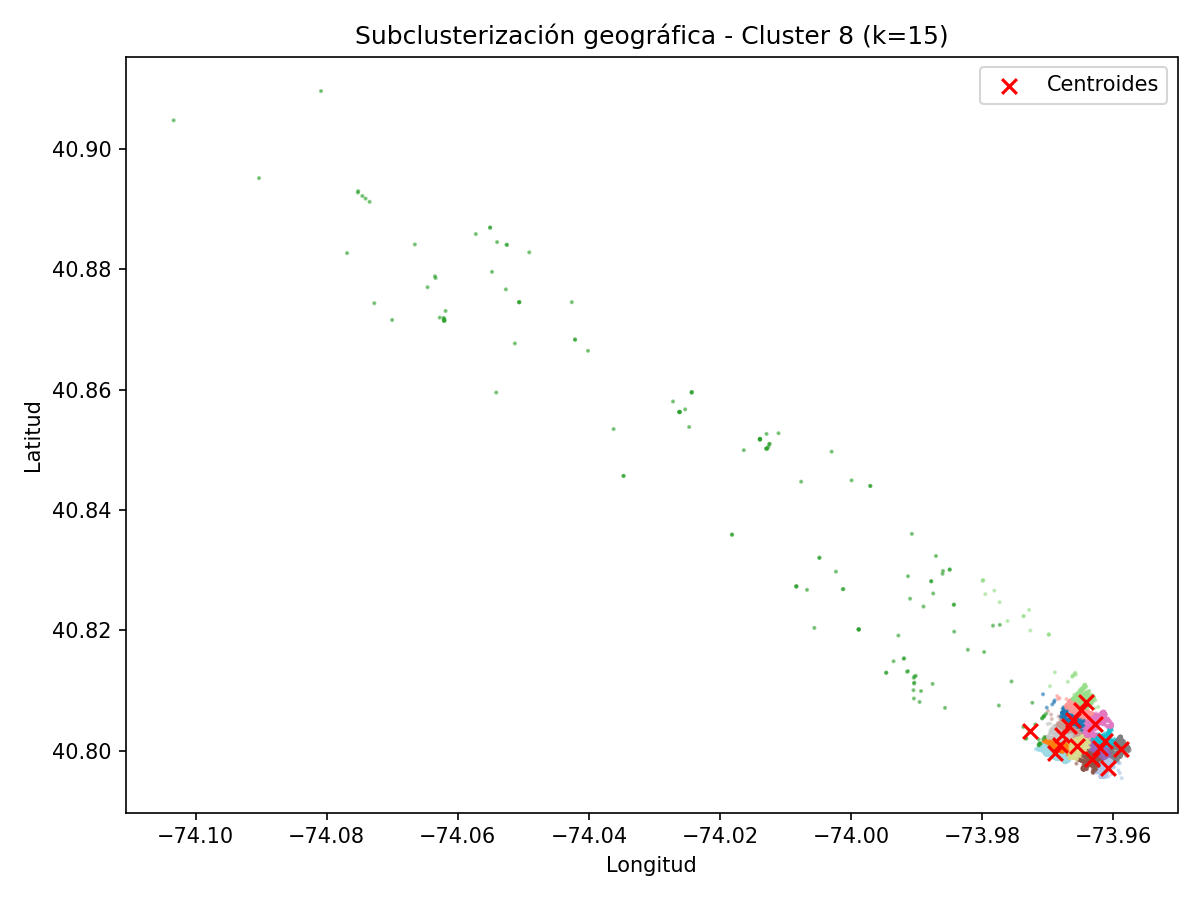 Subclusterización geográfica - Cluster 8 (k=15)
Centroides
Latitud
40.90
40.88
40.86
40.84
40.82
40.80
−74.10 −74.08 −74.06 −74.04 −74.02 −74.00 −73.98 −73.96
Longitud